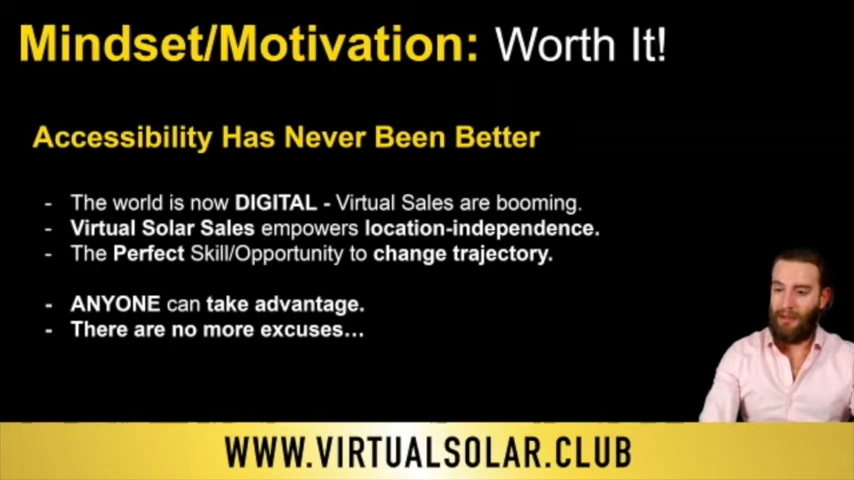 Mindset/Motivation: Worth It!
Accessibility Has Never Been Better
- The world is now DIGITAL - Virtual Sales are booming.
- Virtual Solar Sales empowers location-independence.
- The Perfect Skill/Opportunity to change trajectory.
- ANYONE can take advantage.
- There are no more excuses...
WWW.VIRTUALSOLAR.CLUB